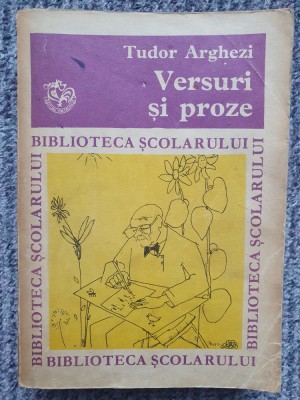 Tudor Arghezi
Versuri
și proze
BIBLIOTECA ȘCOLARULUI
BIBLIOTECA ȘCOLARULUI
BIBLIOTECA ȘCOLARULUI
BIBLIOTECA ȘCOLARULUI